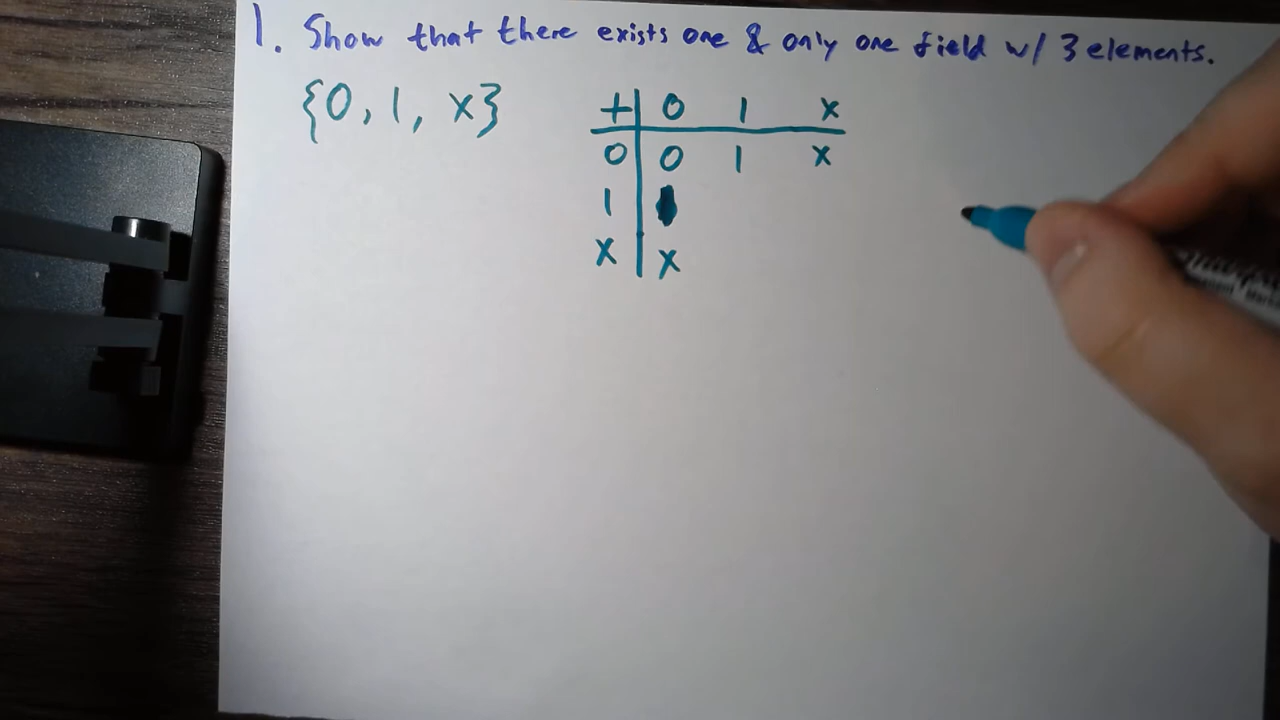 1. Show that there exists one & only one field w/ 3 elements.
{0, 1, x}
+ 0 1 x
0 0 1 x
1 1
x x